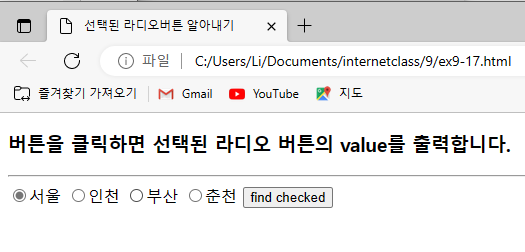 선택된 라디오버튼 알아내기
파일 C:/Users/Li/Documents/internetclass/9/ex9-17.html
즐겨찾기 가져오기 Gmail YouTube 지도
버튼을 클릭하면 선택된 라디오 버튼의 value를 출력합니다.
서울 인천 부산 춘천 find checked